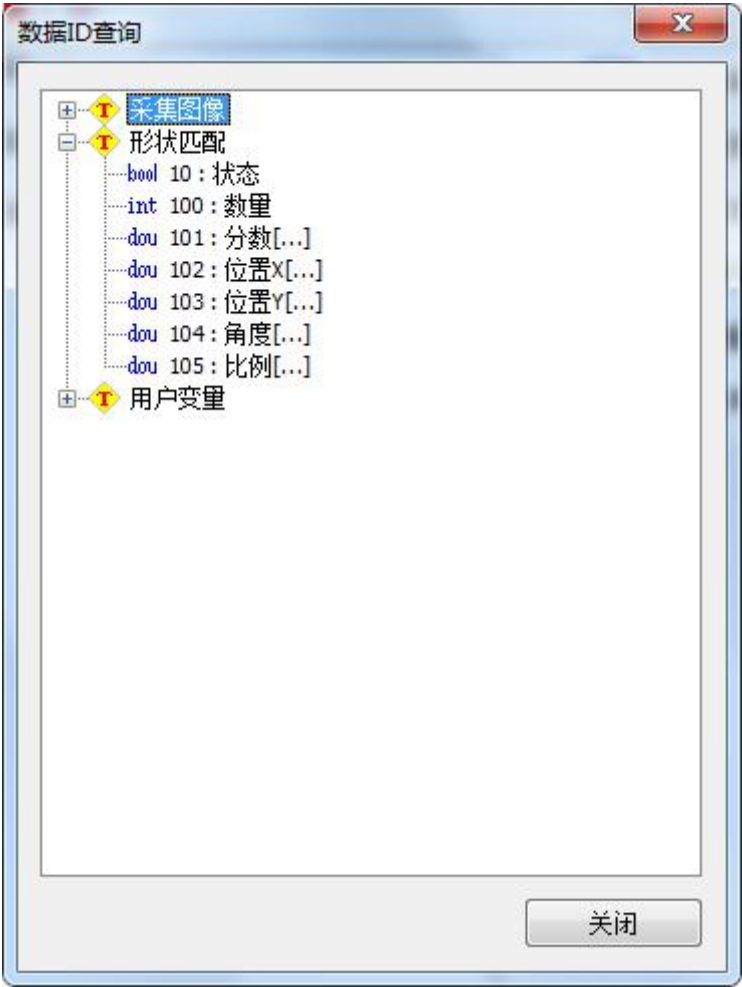 数据ID查询
T 采集图像
T 形状匹配
bool 10：状态
int 100：数量
dou 101：分数[...]
dou 102：位置X[...]
dou 103：位置Y[...]
dou 104：角度[...]
dou 105：比例[...]
T 用户变量
关闭